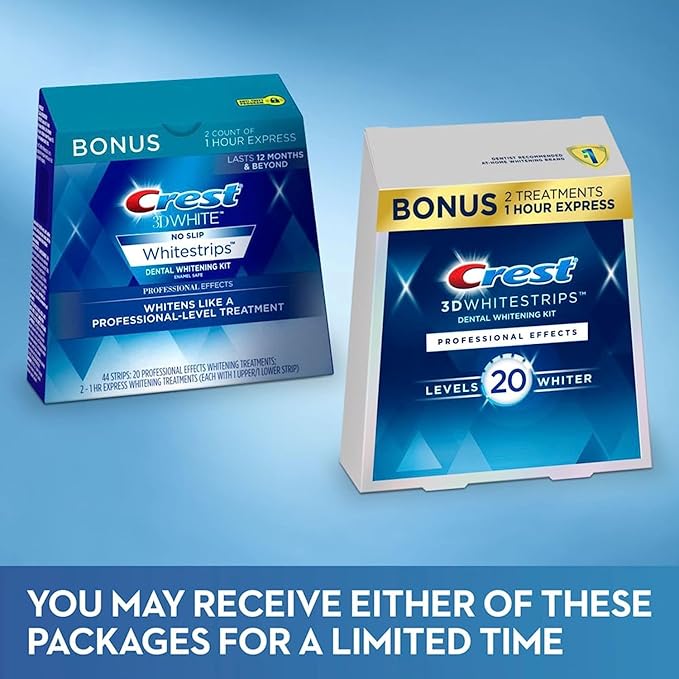 BONUS
2 COUNT OF
1 HOUR EXPRESS
LASTS 12 MONTHS
& BEYOND
Crest
3DWHITE™
NO SLIP
Whitestrips™
DENTAL WHITENING KIT
ENAMEL SAFE
PROFESSIONAL EFFECTS
WHITENS LIKE A
PROFESSIONAL-LEVEL TREATMENT
44 STRIPS: 20 PROFESSIONAL EFFECTS WHITENING TREATMENTS;
2 - 1 HR EXPRESS WHITENING TREATMENTS (EACH WITH 1 UPPER/1 LOWER STRIP)
DENTIST RECOMMENDED
AT-HOME WHITENING BRAND
#1
BONUS
2 TREATMENTS
1 HOUR EXPRESS
Crest
3DWHITESTRIPS™
DENTAL WHITENING KIT
PROFESSIONAL EFFECTS
LEVELS 20 WHITER
YOU MAY RECEIVE EITHER OF THESE
PACKAGES FOR A LIMITED TIME